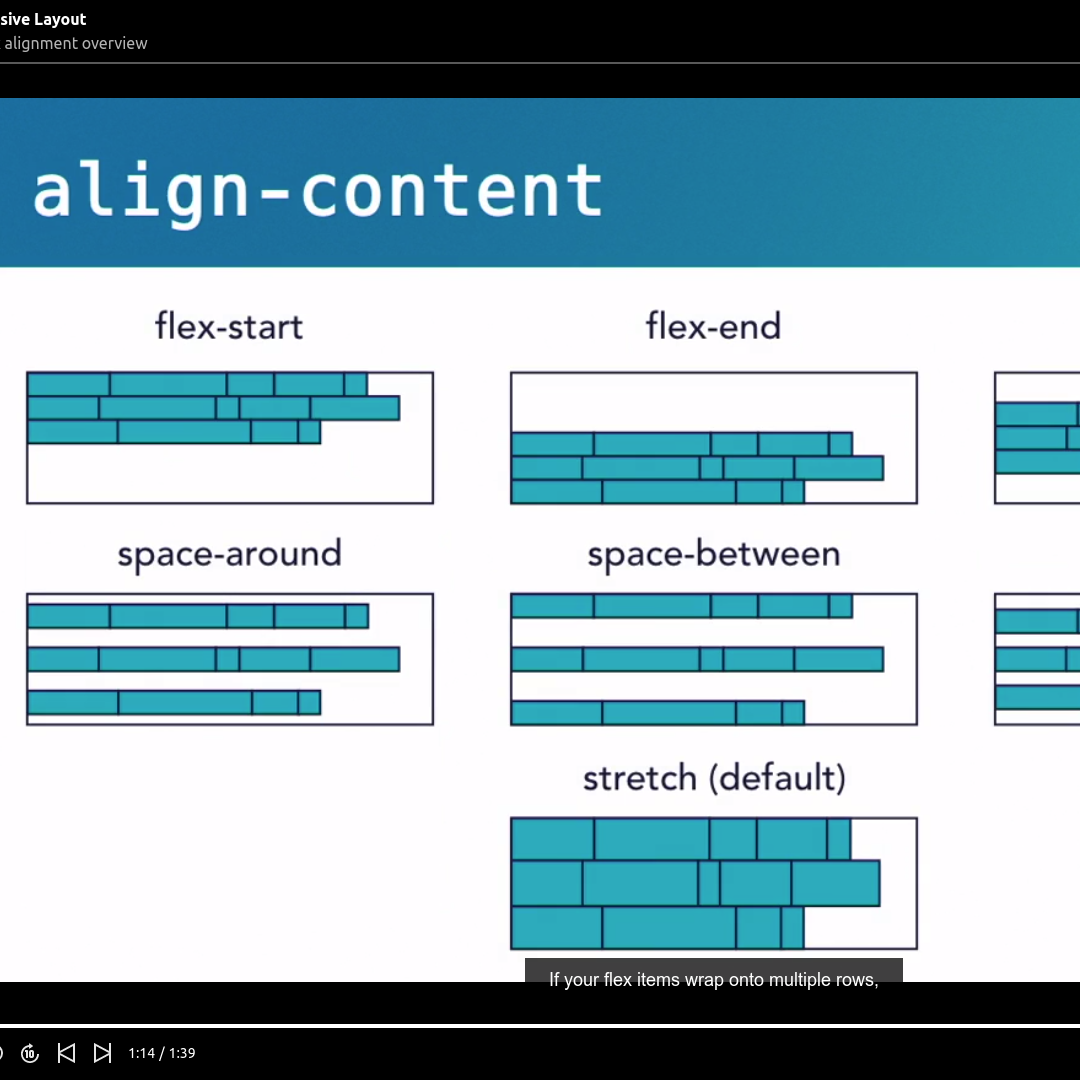 sive Layout
alignment overview
align-content
flex-start
flex-end
space-around
space-between
stretch (default)
If your flex items wrap onto multiple rows,
10
1:14 / 1:39